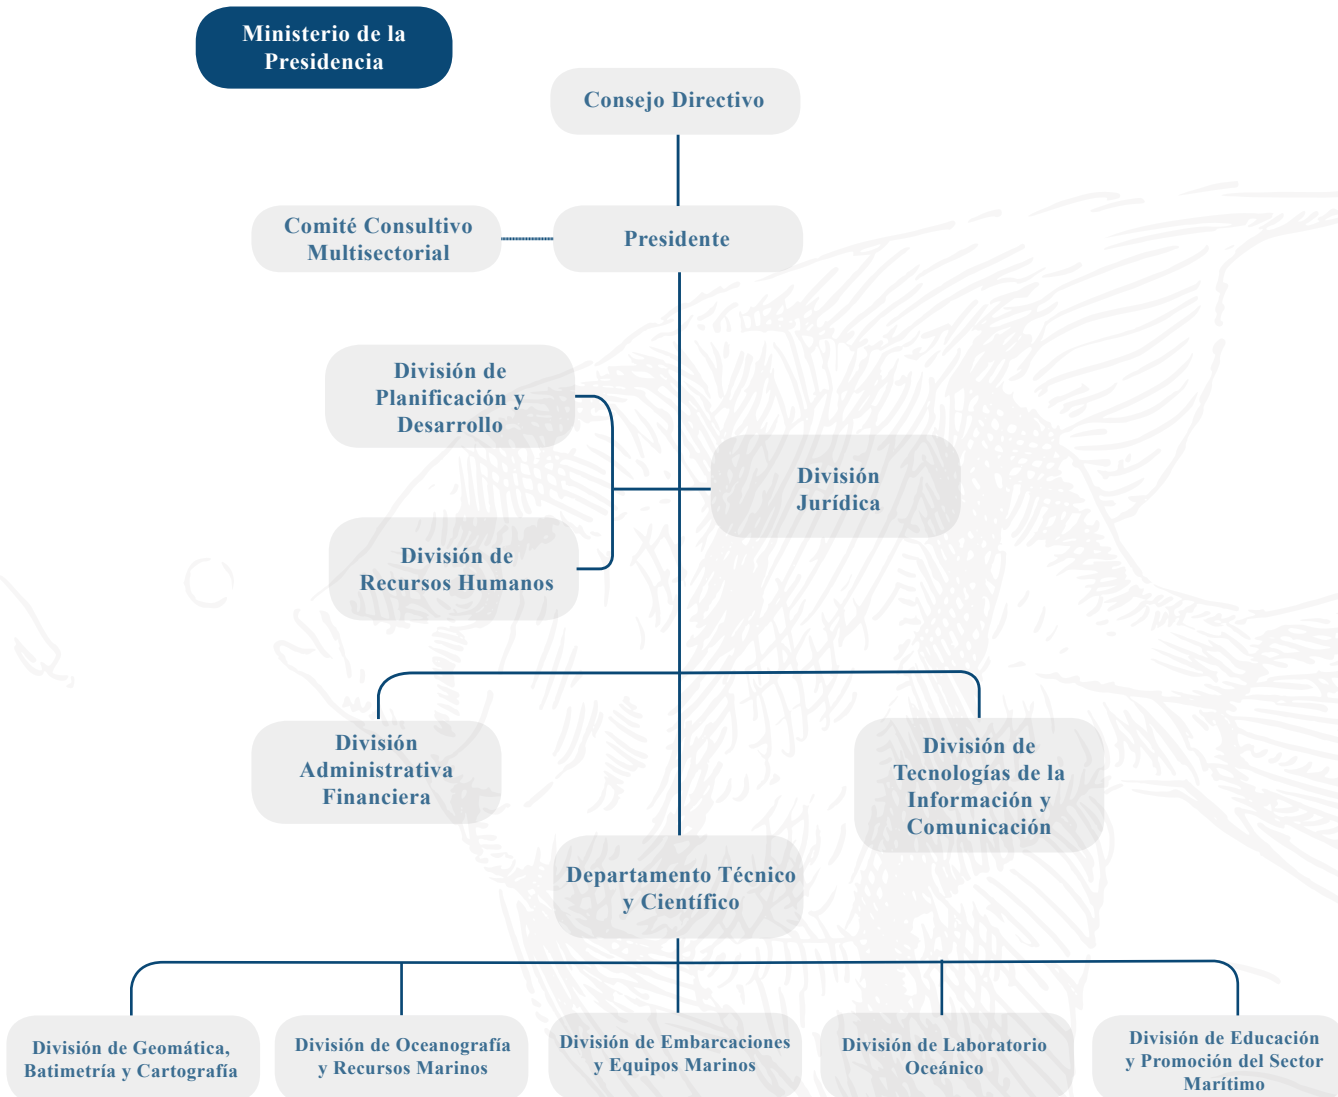 Ministerio de la
Presidencia
Consejo Directivo
Comité Consultivo
Multisectorial
Presidente
División de
Planificación y
Desarrollo
División
Jurídica
División de
Recursos Humanos
División
Administrativa
Financiera
División de
Tecnologías de la
Información y
Comunicación
Departamento Técnico
y Científico
División de Geomática,
Batimetría y Cartografía
División de Oceanografía
y Recursos Marinos
División de Embarcaciones
y Equipos Marinos
División de Laboratorio
Oceánico
División de Educación
y Promoción del Sector
Marítimo